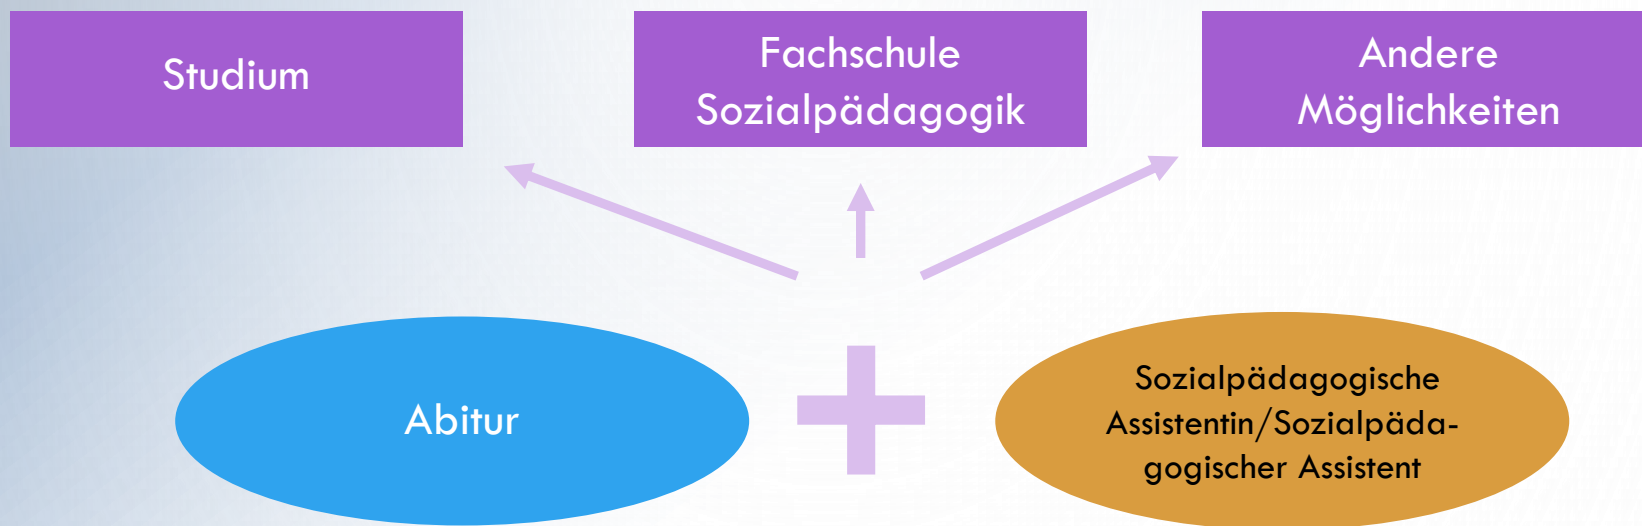 Studium
Fachschule
Sozialpädagogik
Andere
Möglichkeiten
Abitur
Sozialpädagogische
Assistentin/Sozialpäda-
gogischer Assistent